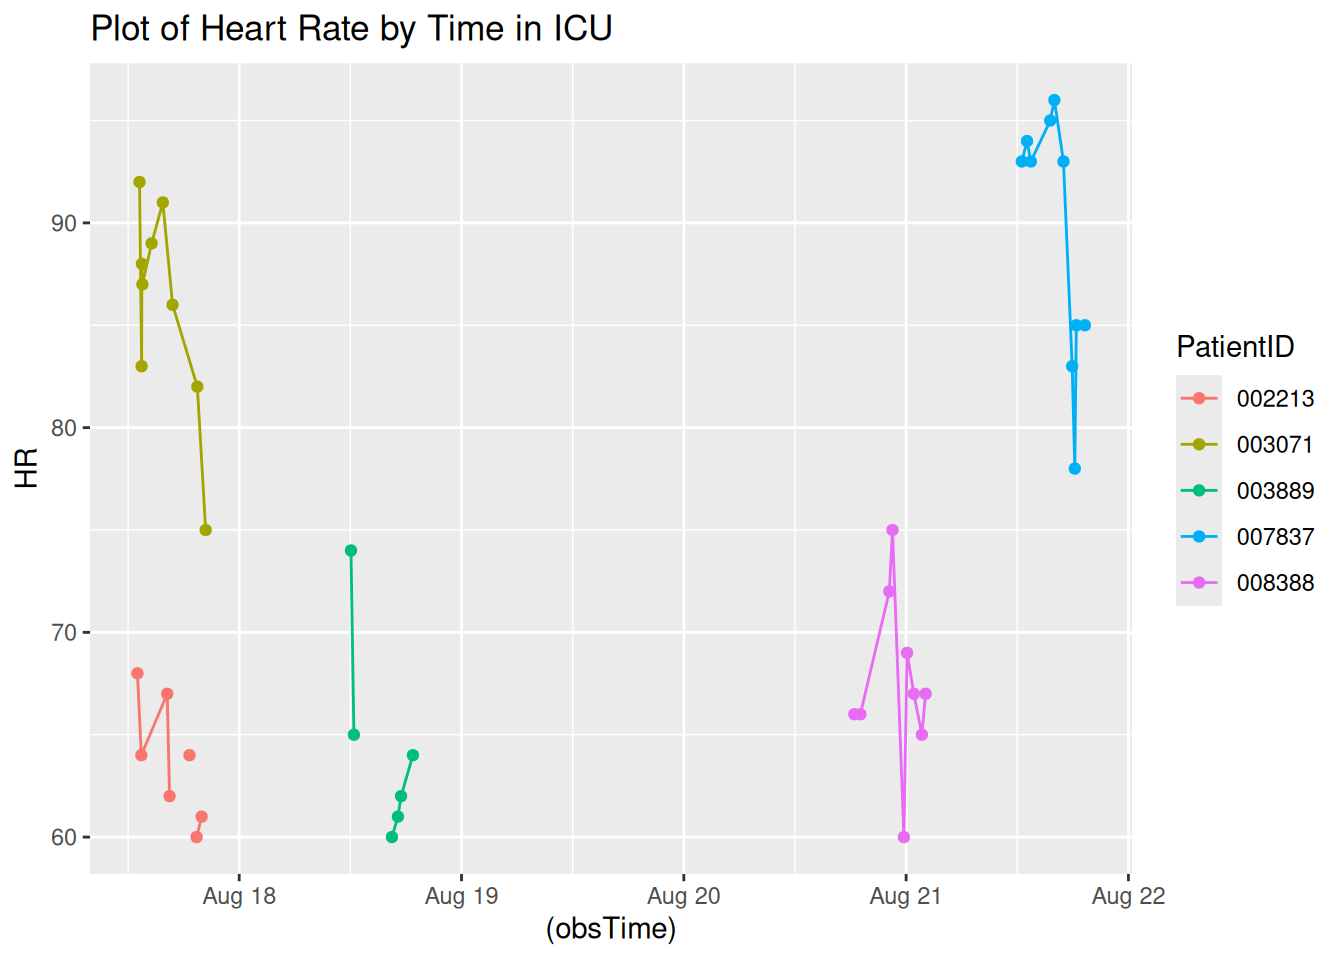 Plot of Heart Rate by Time in ICU
90
80
70
60
HR
Aug 18
Aug 19
Aug 20
Aug 21
Aug 22
(obsTime)
PatientID
002213
003071
003889
007837
008388